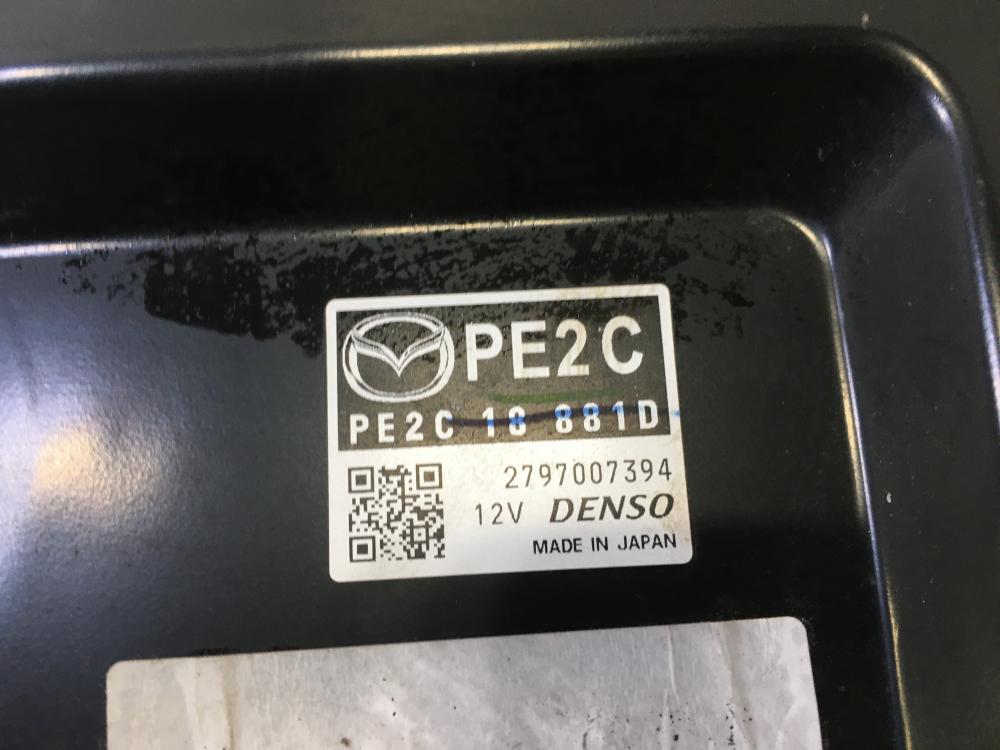 PE2C
PE2C 18 881D
2797007394
12V DENSO
MADE IN JAPAN